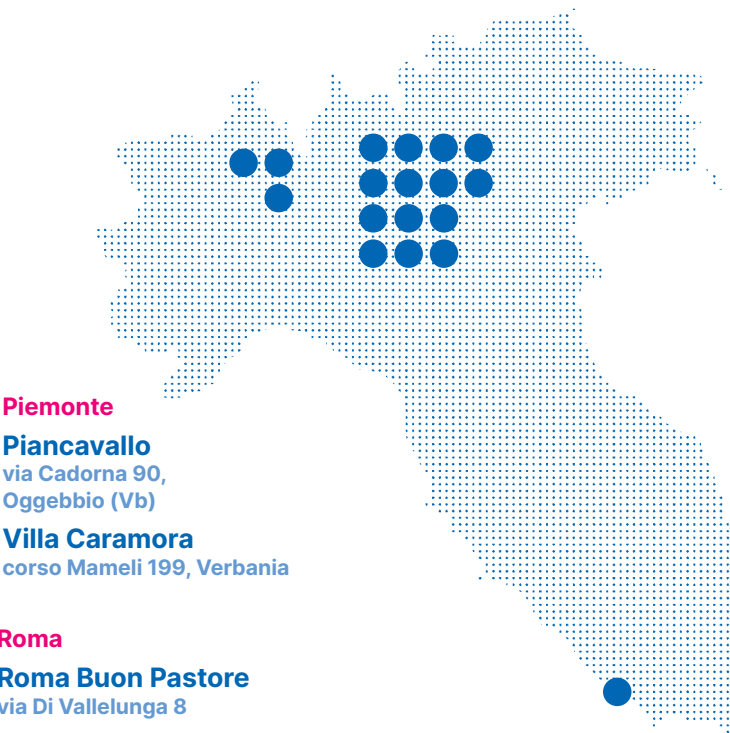 Piemonte
Piancavallo
via Cadorna 90,
Oggebbio (Vb)
Villa Caramora
corso Mameli 199, Verbania
Roma
Roma Buon Pastore
via Di Vallelunga 8